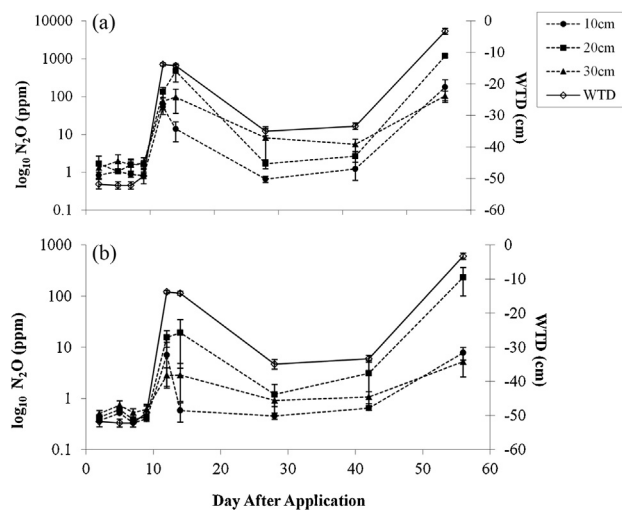 (a)
10000
1000
100
10
1
0.1
log10 N2O (ppm)
0
-10
-20
-30
-40
-50
-60
WTD (cm)
10cm
20cm
30cm
WTD
(b)
1000
100
10
1
0.1
log10 N2O (ppm)
0
-10
-20
-30
-40
-50
-60
WTD (cm)
0 10 20 30 40 50 60
Day After Application